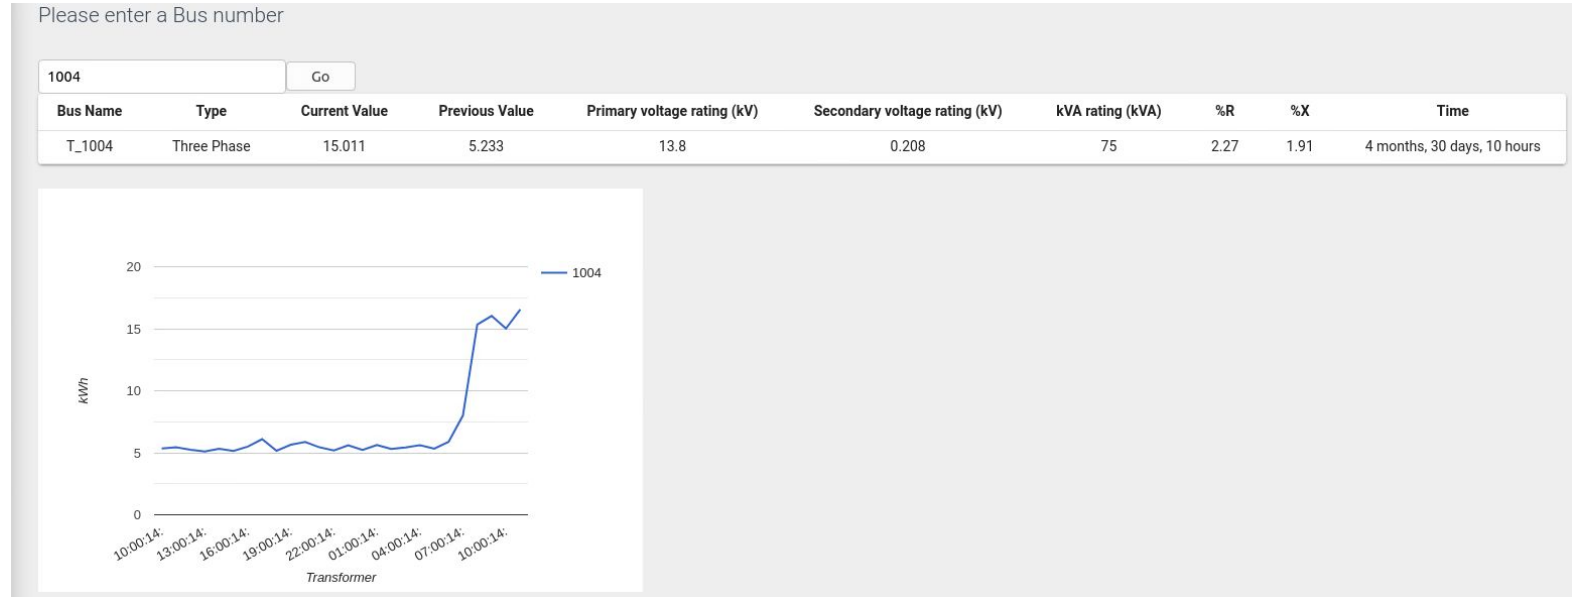 Please enter a Bus number
1004 Go
Bus Name Type Current Value Previous Value Primary voltage rating (kV) Secondary voltage rating (kV) kVA rating (kVA) %R %X Time
T_1004 Three Phase 15.011 5.233 13.8 0.208 75 2.27 1.91 4 months, 30 days, 10 hours
20
1004
15
10
kWh
5
0
10:00:14: 13:00:14: 16:00:14: 19:00:14: 22:00:14: 01:00:14: 04:00:14: 07:00:14: 10:00:14:
Transformer